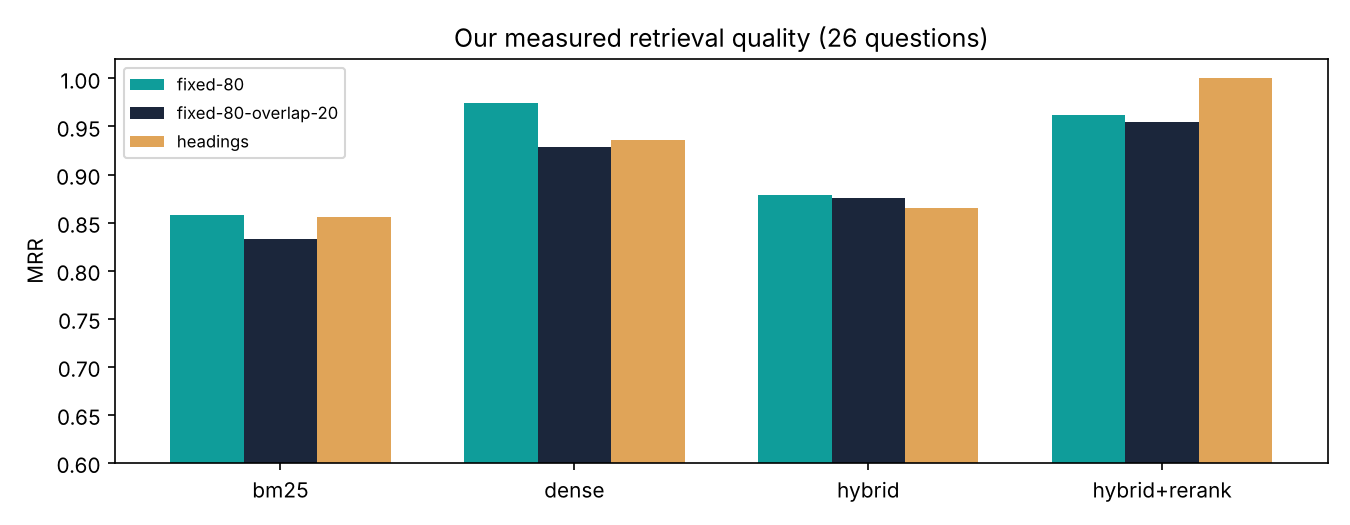 Our measured retrieval quality (26 questions)
fixed-80
fixed-80-overlap-20
headings
MRR
1.00
0.95
0.90
0.85
0.80
0.75
0.70
0.65
0.60
bm25
dense
hybrid
hybrid+rerank